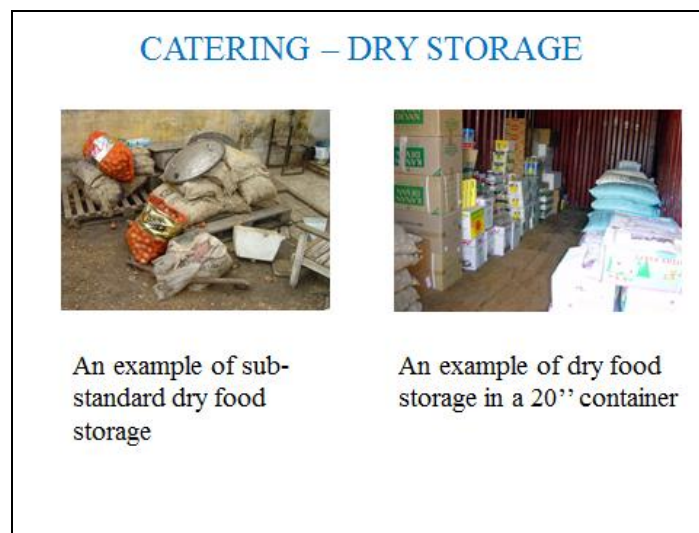 CATERING – DRY STORAGE
An example of sub-
standard dry food
storage
An example of dry food
storage in a 20’’ container